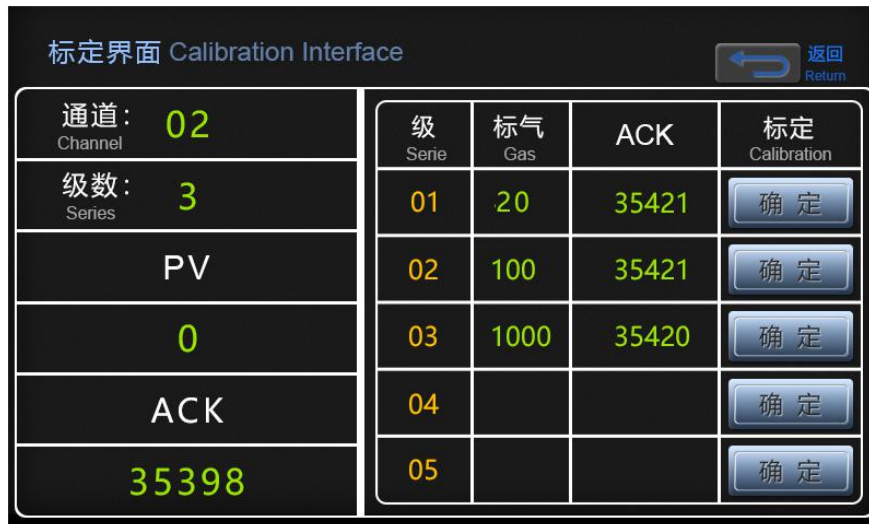 标定界面 Calibration Interface
返回
Return
通道：
Channel
02
级数：
Series
3
PV
0
ACK
35398
级
Serie
标气
Gas
ACK
标定
Calibration
01 20 35421 确 定
02 100 35421 确 定
03 1000 35420 确 定
04 确 定
05 确 定